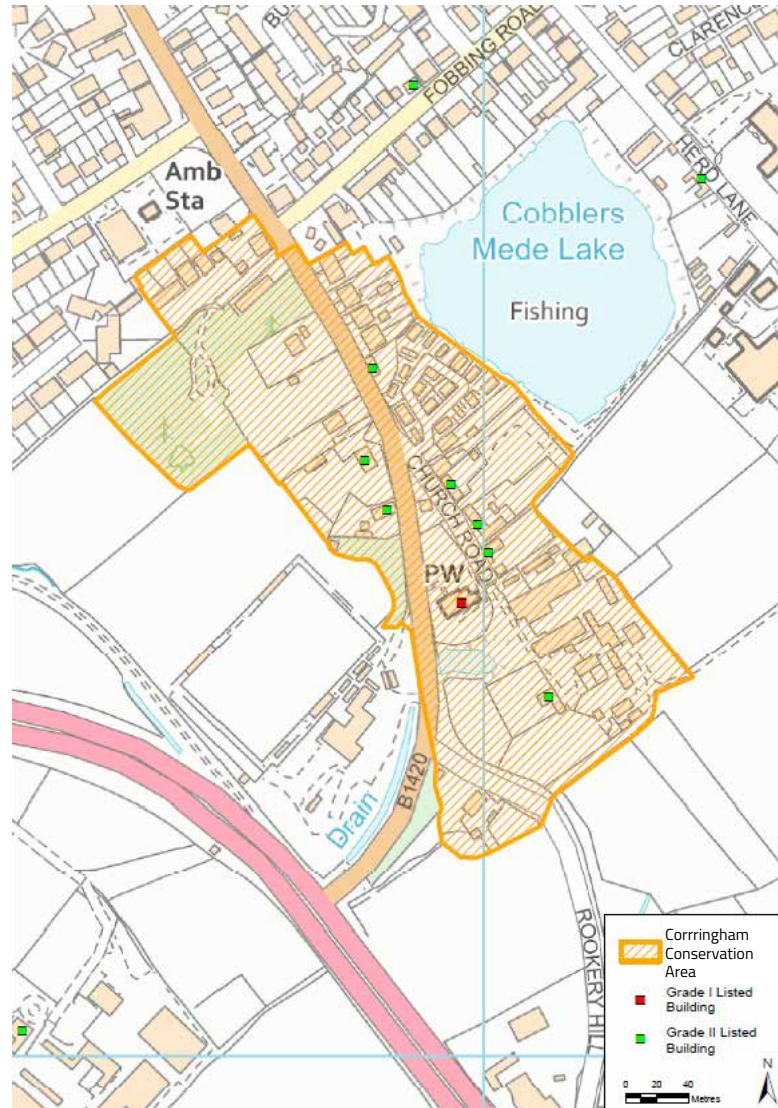 BU
FOBBING ROAD
CLARENC
HERD LANE
Amb
Sta
Cobblers
Mede Lake
Fishing
CHURCH ROAD
PW
B1420
Drain
ROOKERY HILL
Corrringham
Conservation
Area
Grade I Listed
Building
Grade II Listed
Building
N
0 20 40
Metres